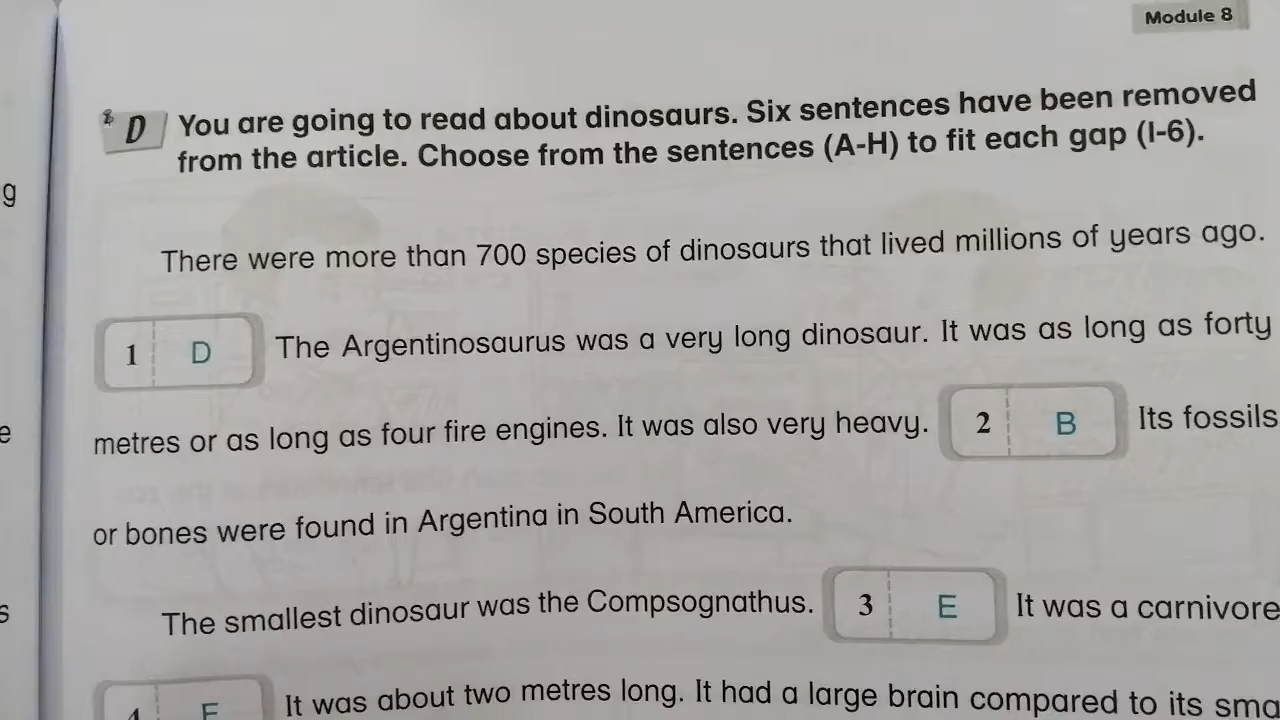 Module 8
D You are going to read about dinosaurs. Six sentences have been removed
from the article. Choose from the sentences (A-H) to fit each gap (I-6).
g
There were more than 700 species of dinosaurs that lived millions of years ago.
1 D The Argentinosaurus was a very long dinosaur. It was as long as forty
metres or as long as four fire engines. It was also very heavy. 2 B Its fossils
e
or bones were found in Argentina in South America.
s
The smallest dinosaur was the Compsognathus. 3 E It was a carnivore
It was about two metres long. It had a large brain compared to its